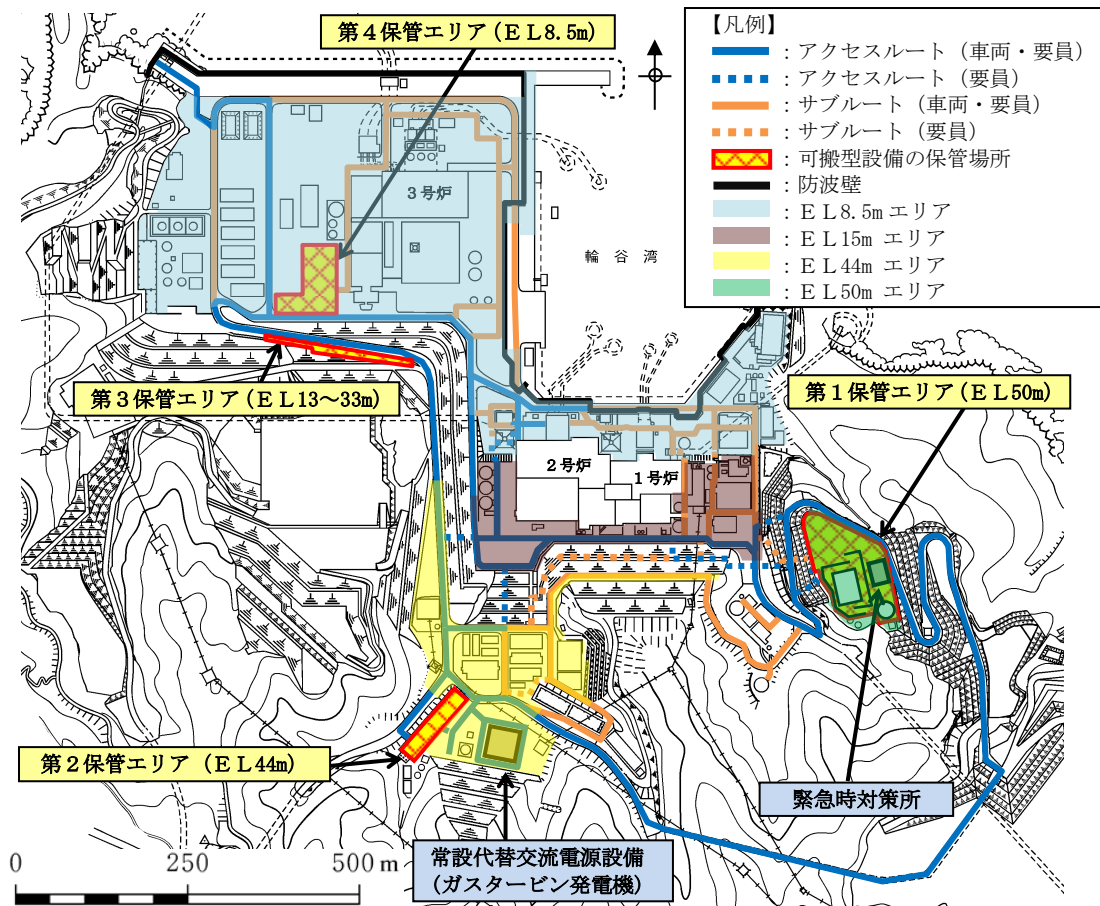 第４保管エリア（ＥＬ8.5m）
【凡例】
：アクセスルート（車両・要員）
：アクセスルート（要員）
：サブルート（車両・要員）
：サブルート（要員）
：可搬型設備の保管場所
：防波壁
：ＥＬ8.5m エリア
：ＥＬ15m エリア
：ＥＬ44m エリア
：ＥＬ50m エリア
３号炉
輪谷湾
第３保管エリア（ＥＬ13～33m）
第１保管エリア（ＥＬ50m）
２号炉
１号炉
第２保管エリア（ＥＬ44m）
緊急時対策所
常設代替交流電源設備
（ガスタービン発電機）
0 250 500 m